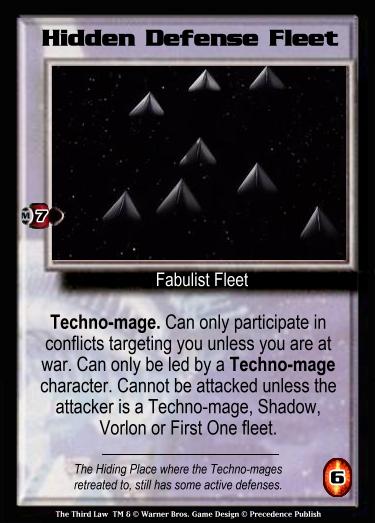 Hidden Defense Fleet
M 7
Fabulist Fleet
Techno-mage. Can only participate in
conflicts targeting you unless you are at
war. Can only be led by a Techno-mage
character. Cannot be attacked unless the
attacker is a Techno-mage, Shadow,
Vorlon or First One fleet.
The Hiding Place where the Techno-mages
retreated to, still has some active defenses.
6
The Third Law TM & © Warner Bros. Game Design © Precedence Publish